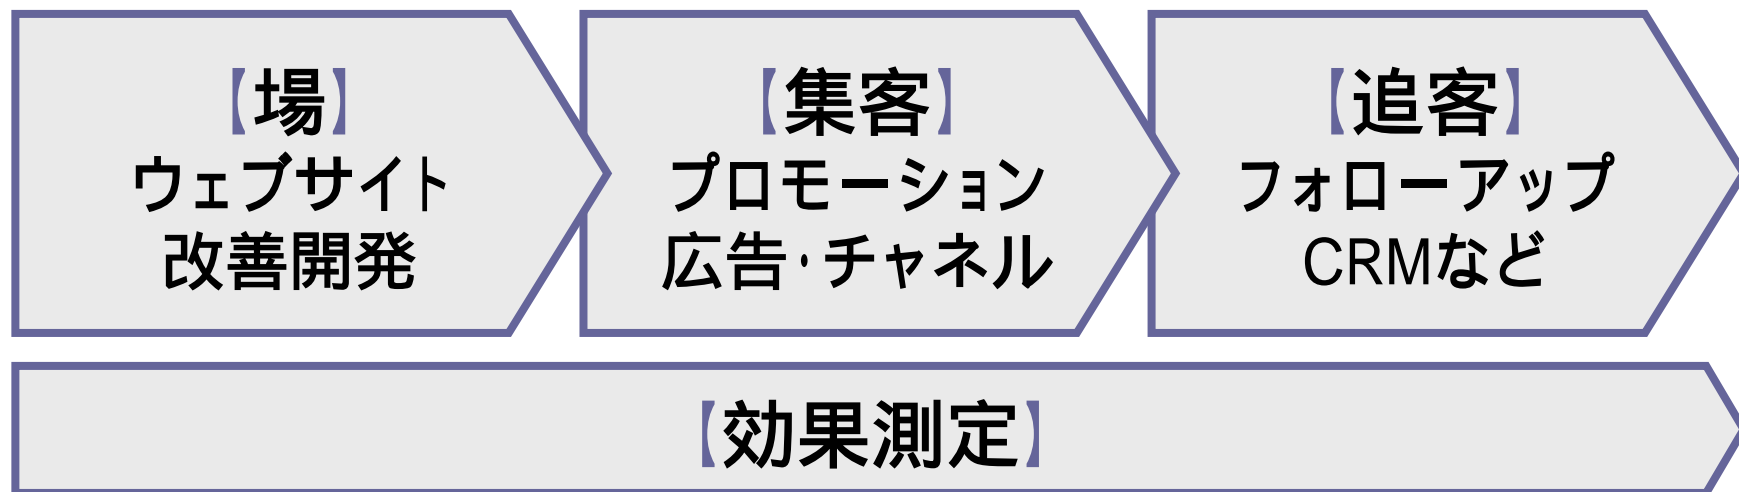 【場】
ウェブサイト
改善開発
【集客】
プロモーション
広告・チャネル
【追客】
フォローアップ
CRMなど
【効果測定】